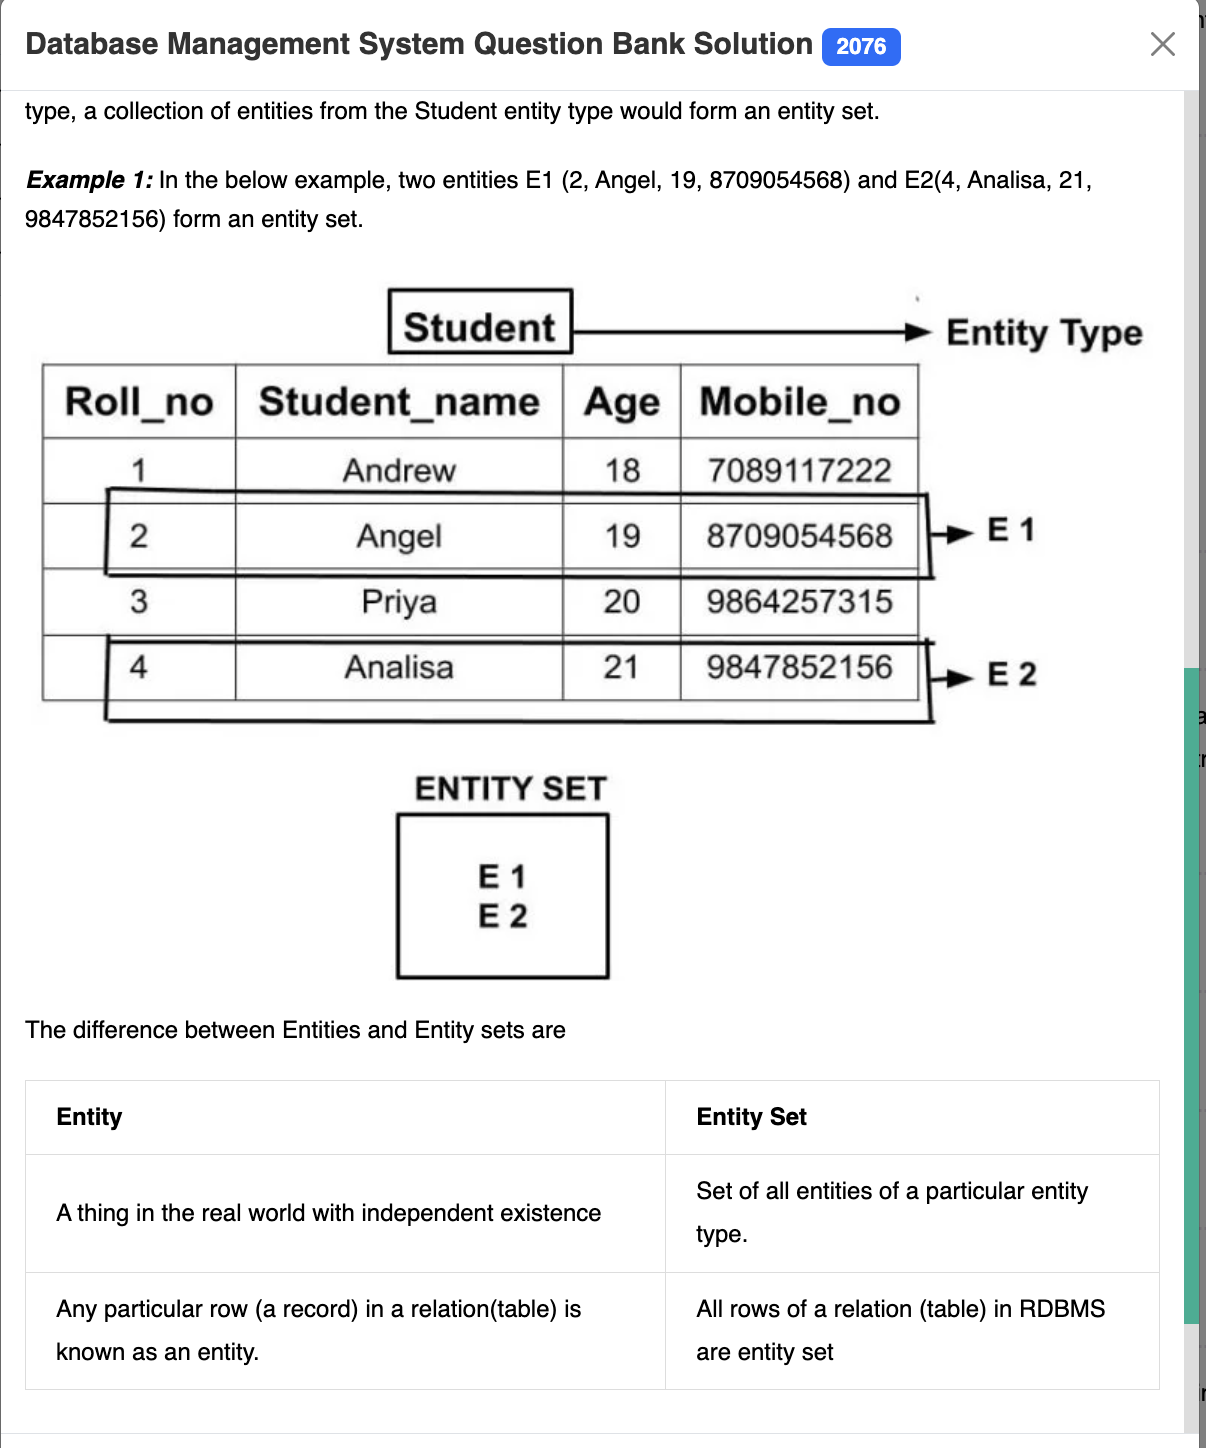 Database Management System Question Bank Solution 2076
type, a collection of entities from the Student entity type would form an entity set.
Example 1: In the below example, two entities E1 (2, Angel, 19, 8709054568) and E2(4, Analisa, 21,
9847852156) form an entity set.
Student
Entity Type
Roll_no Student_name Age Mobile_no
1 Andrew 18 7089117222
2 Angel 19 8709054568 E 1
3 Priya 20 9864257315
4 Analisa 21 9847852156 E 2
ENTITY SET
E 1
E 2
The difference between Entities and Entity sets are
Entity Entity Set
A thing in the real world with independent existence
Set of all entities of a particular entity
type.
Any particular row (a record) in a relation(table) is
known as an entity.
All rows of a relation (table) in RDBMS
are entity set